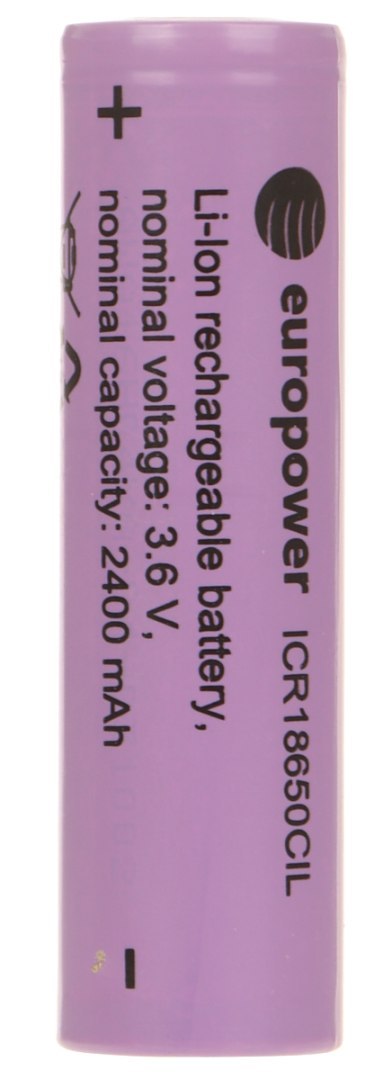 europower ICR18650CIL
Li-Ion rechargeable battery,
nominal voltage: 3.6 V,
nominal capacity: 2400 mAh
+
-